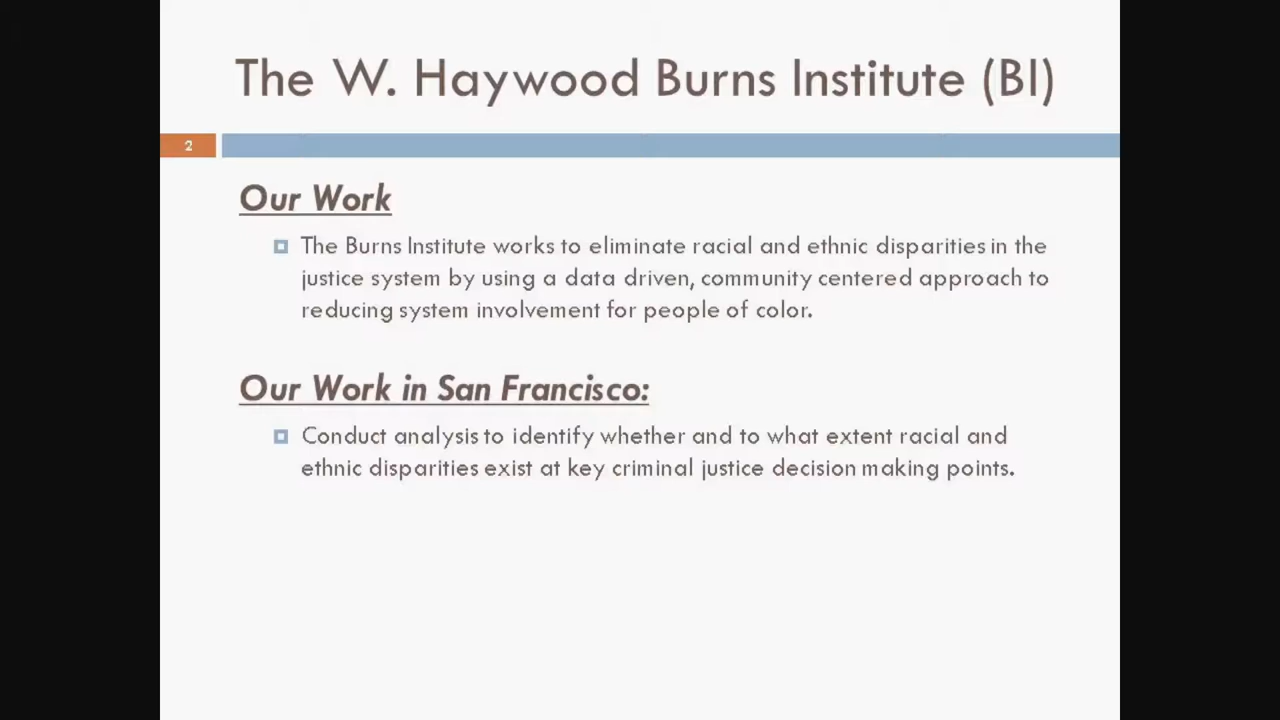 The W. Haywood Burns Institute (BI)
2
Our Work
The Burns Institute works to eliminate racial and ethnic disparities in the
justice system by using a data driven, community centered approach to
reducing system involvement for people of color.
Our Work in San Francisco:
Conduct analysis to identify whether and to what extent racial and
ethnic disparities exist at key criminal justice decision making points.